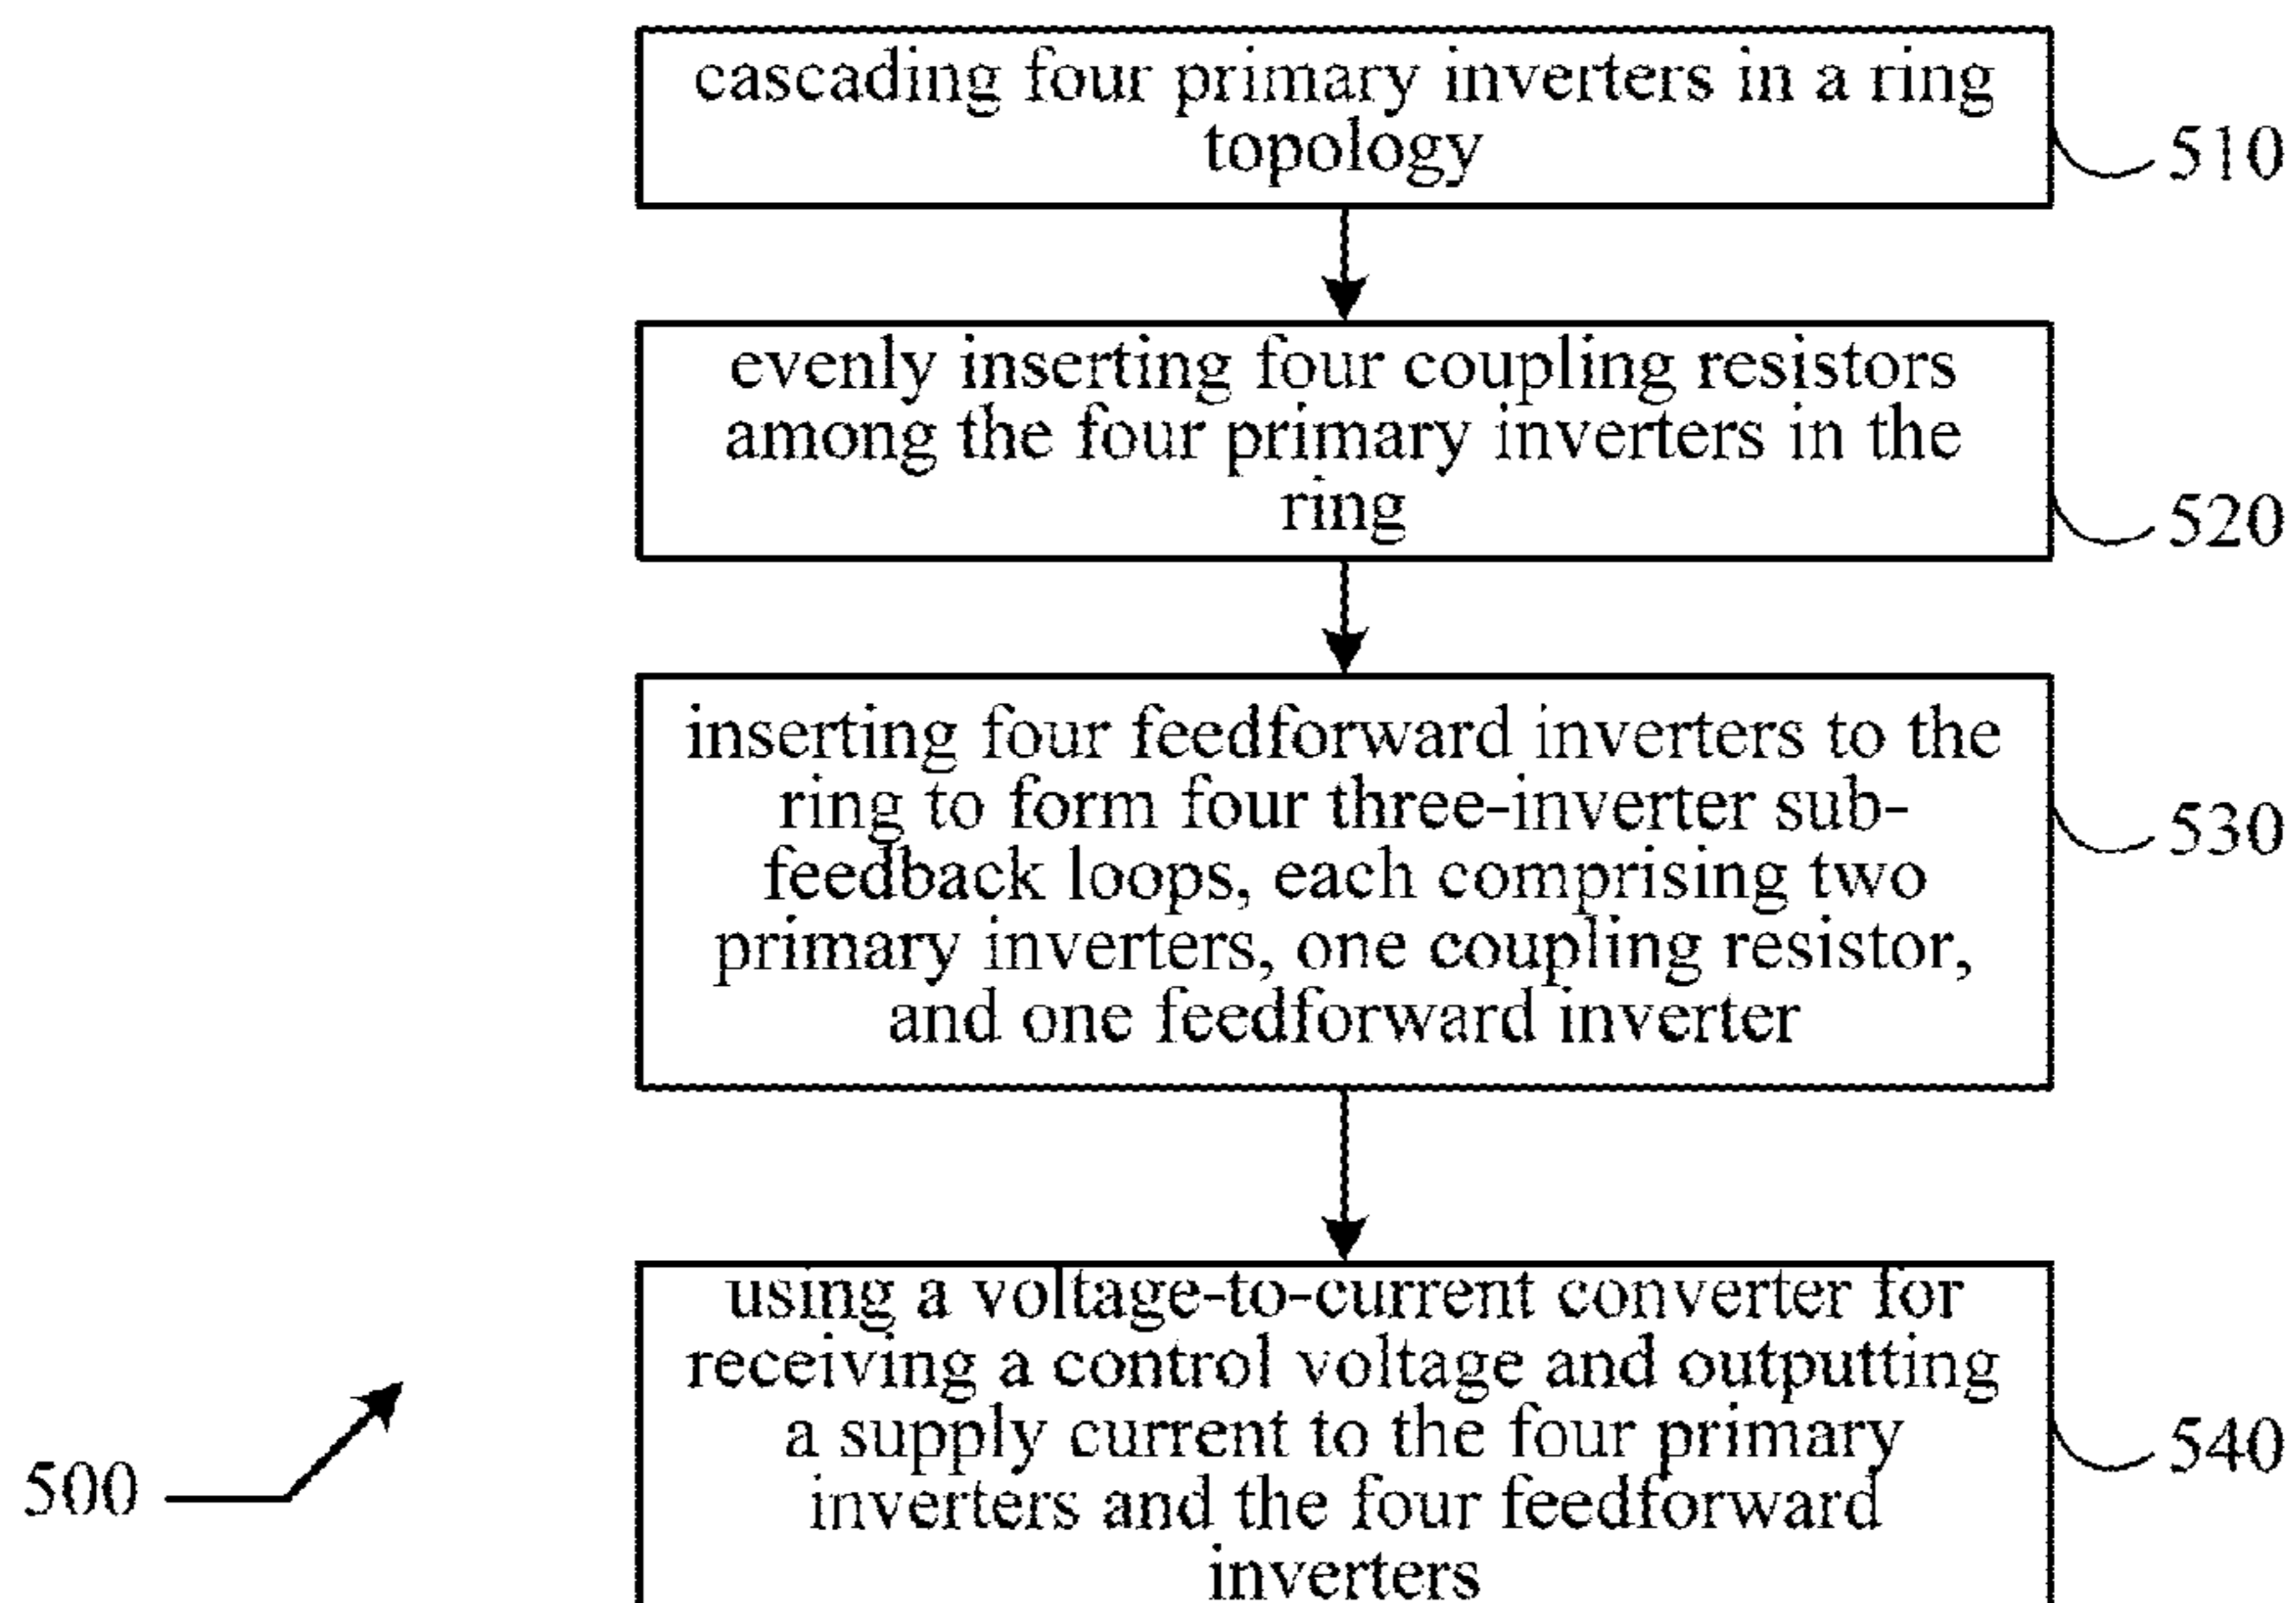 cascading four primary inverters in a ring
topology
510
evenly inserting four coupling resistors
among the four primary inverters in the
ring
520
inserting four feedforward inverters to the
ring to form four three-inverter sub-
feedback loops, each comprising two
primary inverters, one coupling resistor,
and one feedforward inverter
530
using a voltage-to-current converter for
receiving a control voltage and outputting
a supply current to the four primary
inverters and the four feedforward
inverters
540
500